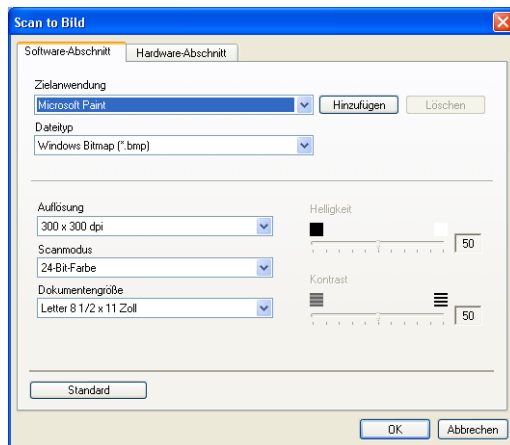 Scan to Bild
Software-Abschnitt
Hardware-Abschnitt
Zielanwendung
Microsoft Paint
Hinzufügen
Löschen
Dateityp
Windows Bitmap (*.bmp)
Auflösung
300 x 300 dpi
Scanmodus
24-Bit-Farbe
Dokumentengröße
Letter 8 1/2 x 11 Zoll
Helligkeit
50
Kontrast
50
Standard
OK
Abbrechen